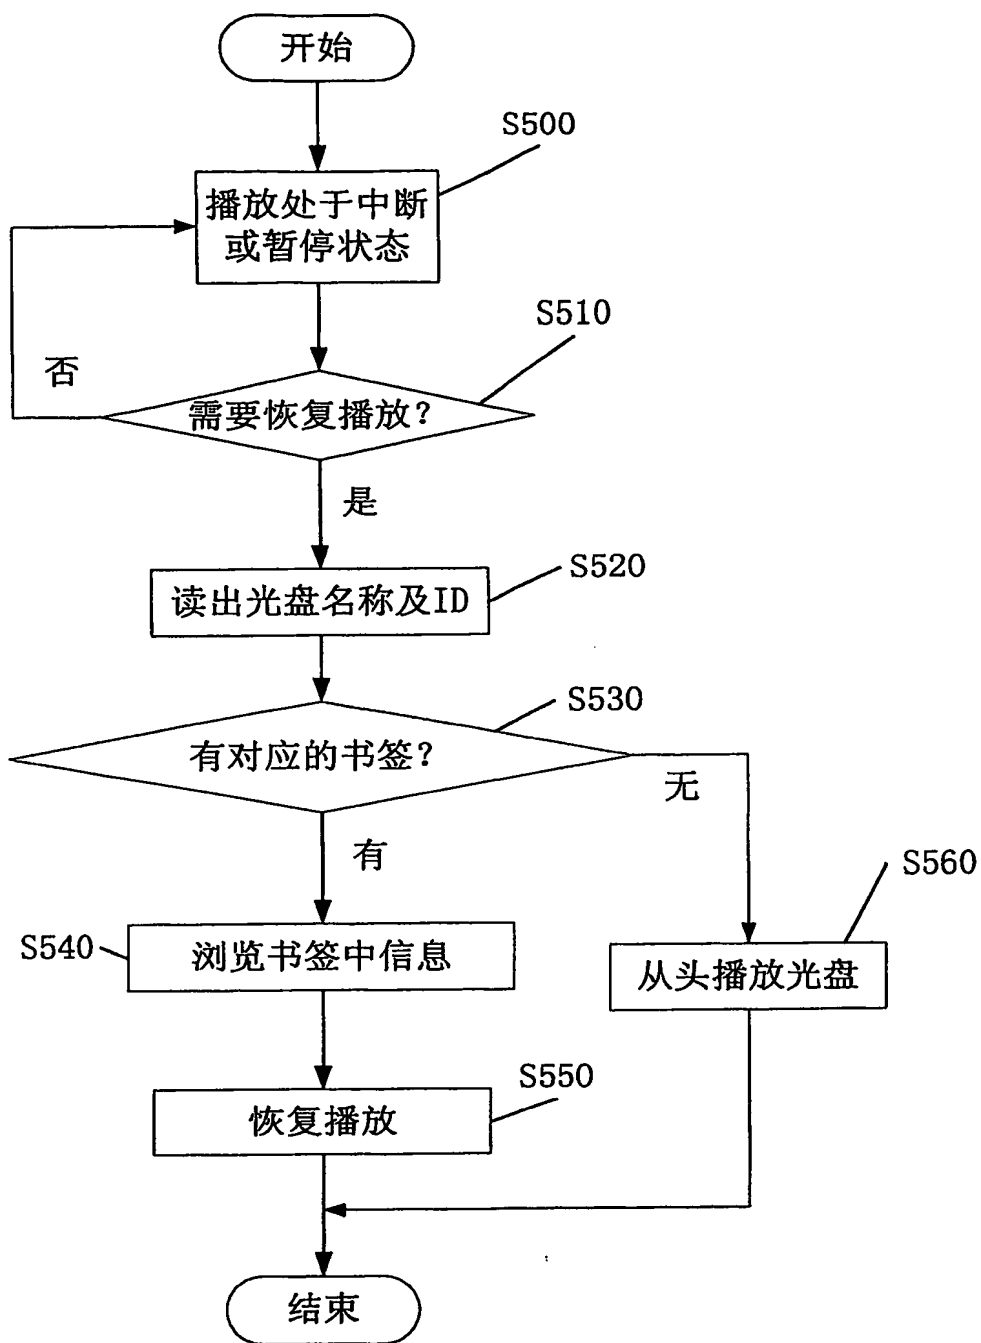 开始
S500
播放处于中断
或暂停状态
S510
否
需要恢复播放?
是
S520
读出光盘名称及ID
S530
有对应的书签?
无
有
S560
S540
浏览书签中信息
从头播放光盘
S550
恢复播放
结束